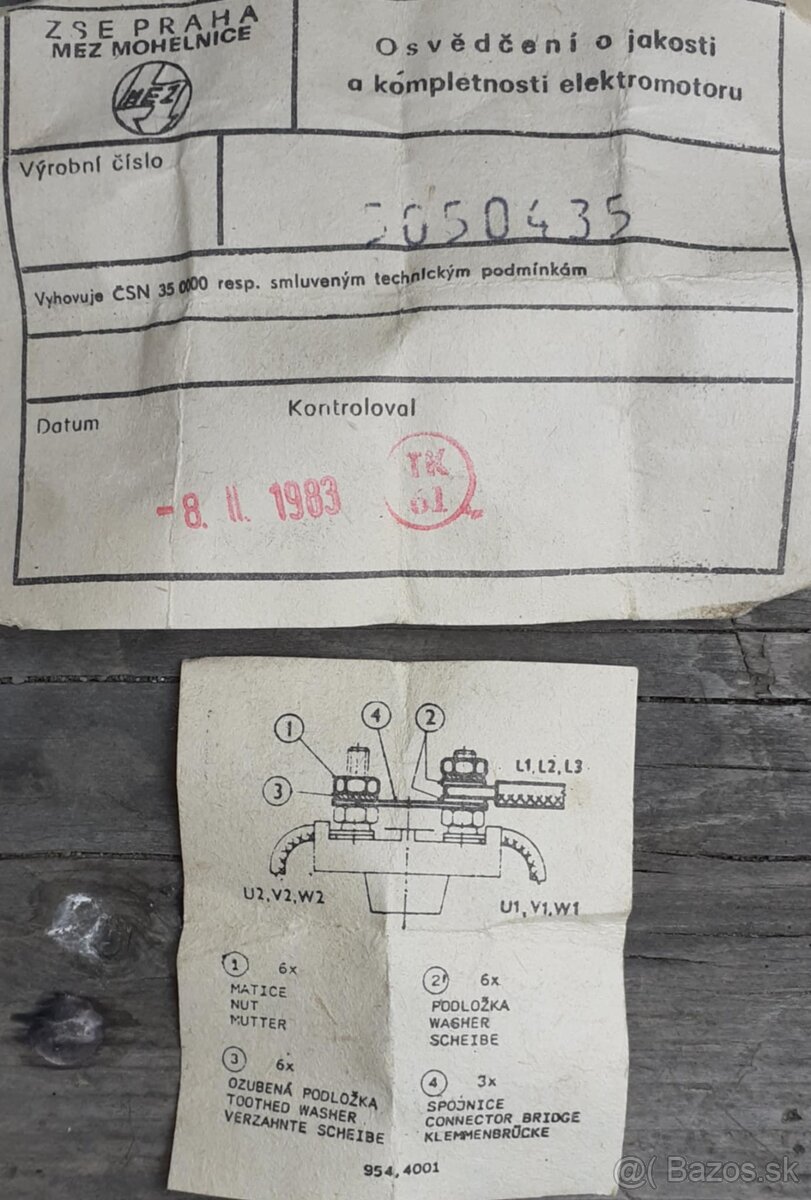 ZSE PRAHA
MEZ MOHELNICE
MEZ
Osvědčení o jakosti
a kompletnosti elektromotoru
Výrobní číslo
050435
Vyhovuje ČSN 35 0000 resp. smluveným technickým podmínkám
Datum
Kontroloval
-8. II. 1983
TK
61
1
4
2
3
L1, L2, L3
U2, V2, W2
U1, V1, W1
1 6x
MATICE
NUT
MUTTER
2 6x
PODLOŽKA
WASHER
SCHEIBE
3 6x
OZUBENÁ PODLOŽKA
TOOTHED WASHER
VERZAHNTE SCHEIBE
4 3x
SPOJNICE
CONNECTOR BRIDGE
KLEMMENBRÜCKE
954,4001
@( Bazos.sk